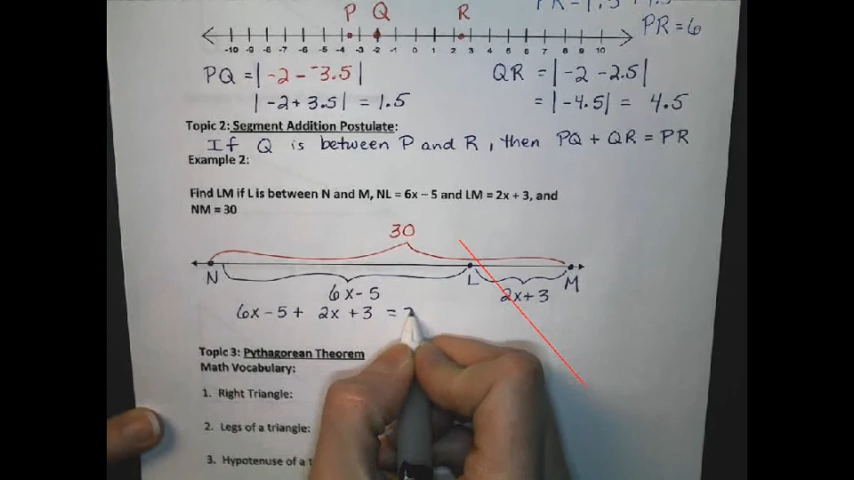 PR = 1.5 + 4.5
P Q R
PR = 6
-10 -9 -8 -7 -6 -5 -4 -3 -2 -1 0 1 2 3 4 5 6 7 8 9 10
PQ = |-2 - -3.5| QR = |-2 - 2.5|
|-2 + 3.5| = 1.5 = |-4.5| = 4.5
Topic 2: Segment Addition Postulate:
If Q is between P and R, then PQ + QR = PR
Example 2:
Find LM if L is between N and M, NL = 6x – 5 and LM = 2x + 3, and
NM = 30
30
N L M
6x - 5 2x + 3
6x - 5 + 2x + 3 =
Topic 3: Pythagorean Theorem
Math Vocabulary:
1. Right Triangle:
2. Legs of a triangle:
3. Hypotenuse of a